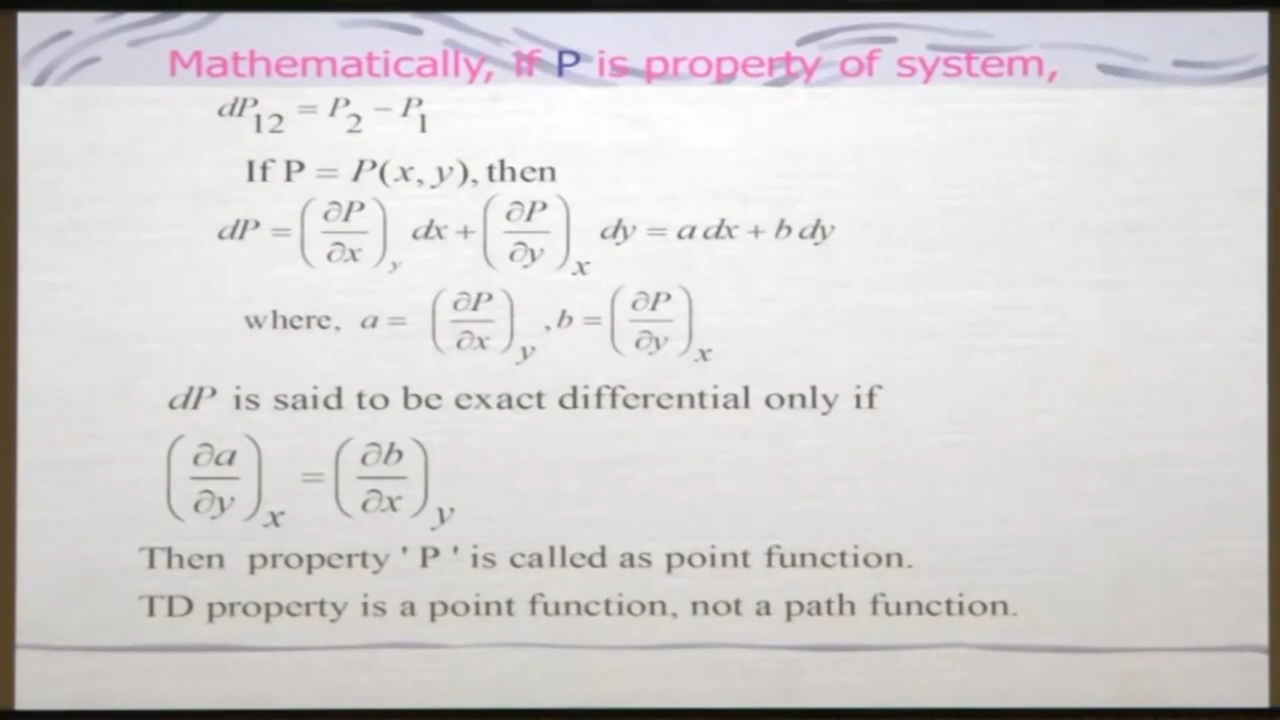 Mathematically, if P is property of system,
dP₁₂ = P₂ − P₁
If P = P(x, y), then
dP = (∂P/∂x)_y dx + (∂P/∂y)_x dy = a dx + b dy
where, a = (∂P/∂x)_y , b = (∂P/∂y)_x
dP is said to be exact differential only if
(∂a/∂y)_x = (∂b/∂x)_y
Then property ' P ' is called as point function.
TD property is a point function, not a path function.